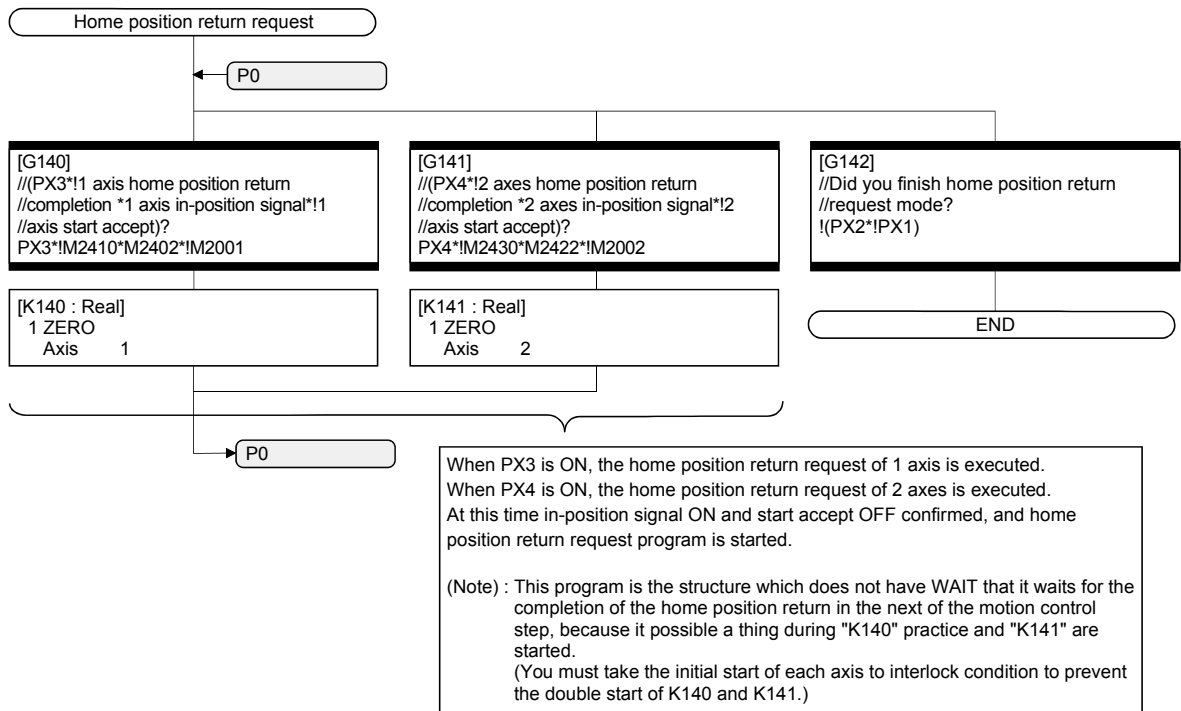 Home position return request
P0
[G140]
//(PX3*!1 axis home position return
//completion *1 axis in-position signal*!1
//axis start accept)?
PX3*!M2410*M2402*!M2001
[G141]
//(PX4*!2 axes home position return
//completion *2 axes in-position signal*!2
//axis start accept)?
PX4*!M2430*M2422*!M2002
[G142]
//Did you finish home position return
//request mode?
!(PX2*!PX1)
[K140 : Real]
1 ZERO
Axis 1
[K141 : Real]
1 ZERO
Axis 2
END
P0
When PX3 is ON, the home position return request of 1 axis is executed.
When PX4 is ON, the home position return request of 2 axes is executed.
At this time in-position signal ON and start accept OFF confirmed, and home
position return request program is started.
(Note) : This program is the structure which does not have WAIT that it waits for the
completion of the home position return in the next of the motion control
step, because it possible a thing during "K140" practice and "K141" are
started.
(You must take the initial start of each axis to interlock condition to prevent
the double start of K140 and K141.)